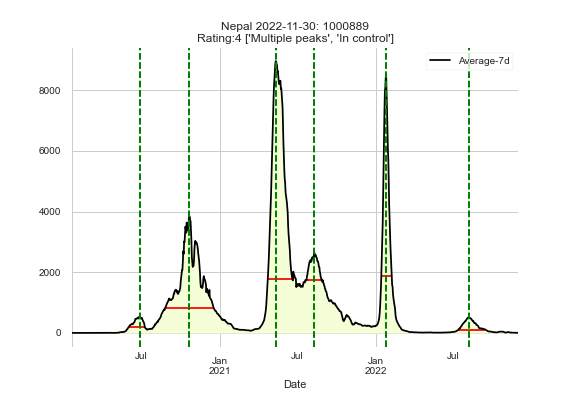 Nepal 2022-11-30: 1000889
Rating:4 ['Multiple peaks', 'In control']
Average-7d
8000
6000
4000
2000
0
Jul
Jan
2021
Jul
Jan
2022
Jul
Date